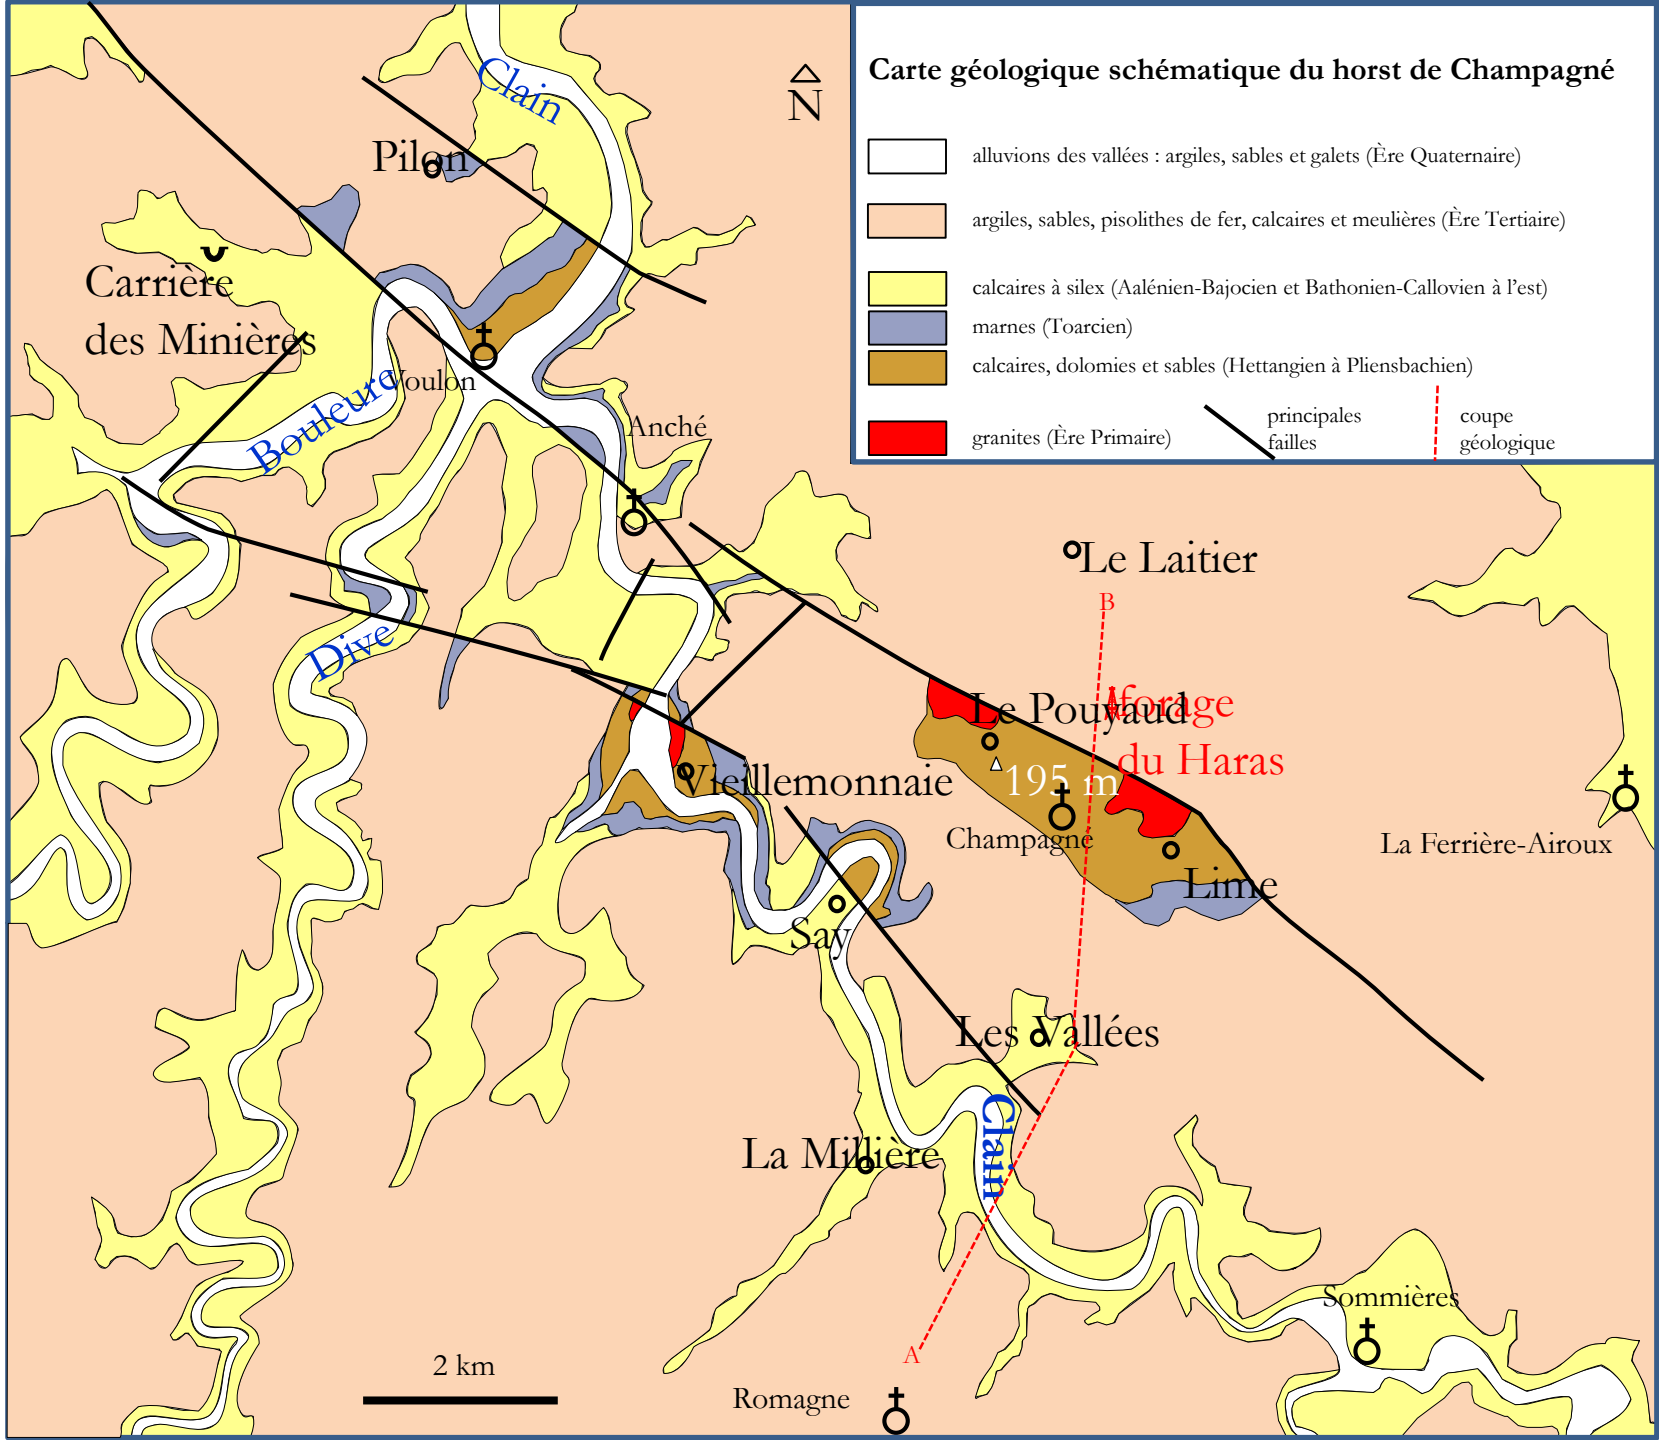 Carte géologique schématique du horst de Champagné
alluvions des vallées : argiles, sables et galets (Ère Quaternaire)
argiles, sables, pisolithes de fer, calcaires et meulières (Ère Tertiaire)
calcaires à silex (Aalénien-Bajocien et Bathonien-Callovien à l'est)
marnes (Toarcien)
calcaires, dolomies et sables (Hettangien à Pliensbachien)
granites (Ère Primaire)
principales
failles
coupe
géologique
N
Clain
Pilon
Carrière
des Minières
Voulon
Bouleure
Anché
Le Laitier
B
Dive
Le Pouyaud
forage
du Haras
195 m
Vieillemonnaie
Champagné
La Ferrière-Airoux
Lime
Say
Les Vallées
Clain
La Millière
Sommières
A
2 km
Romagne